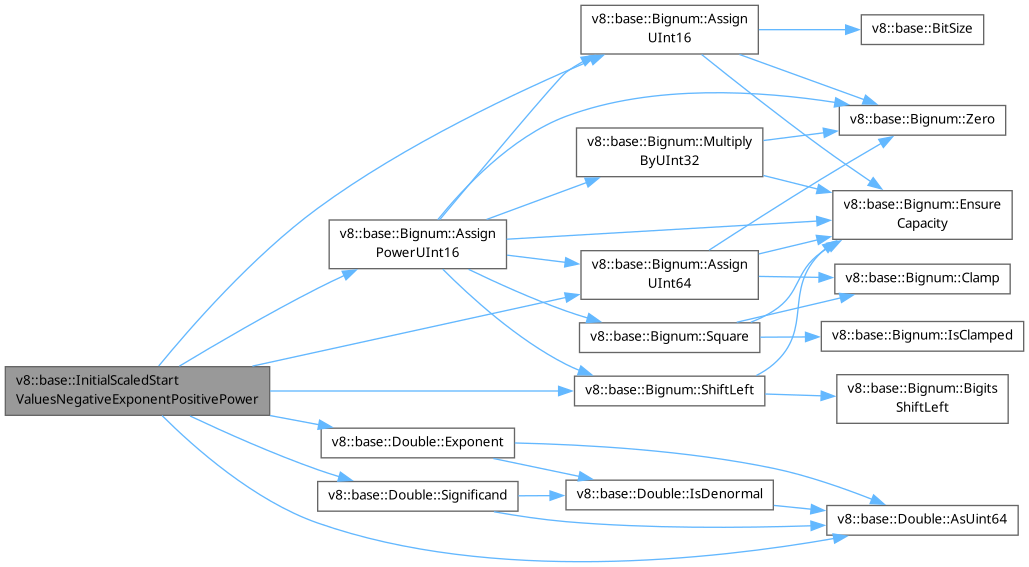 v8::base::Bignum::Assign
UInt16
v8::base::BitSize
v8::base::Bignum::Zero
v8::base::Bignum::Multiply
ByUInt32
v8::base::Bignum::Ensure
Capacity
v8::base::Bignum::Assign
PowerUInt16
v8::base::Bignum::Assign
UInt64
v8::base::Bignum::Clamp
v8::base::Bignum::Square
v8::base::Bignum::IsClamped
v8::base::InitialScaledStart
ValuesNegativeExponentPositivePower
v8::base::Bignum::ShiftLeft
v8::base::Bignum::Bigits
ShiftLeft
v8::base::Double::Exponent
v8::base::Double::Significand
v8::base::Double::IsDenormal
v8::base::Double::AsUint64